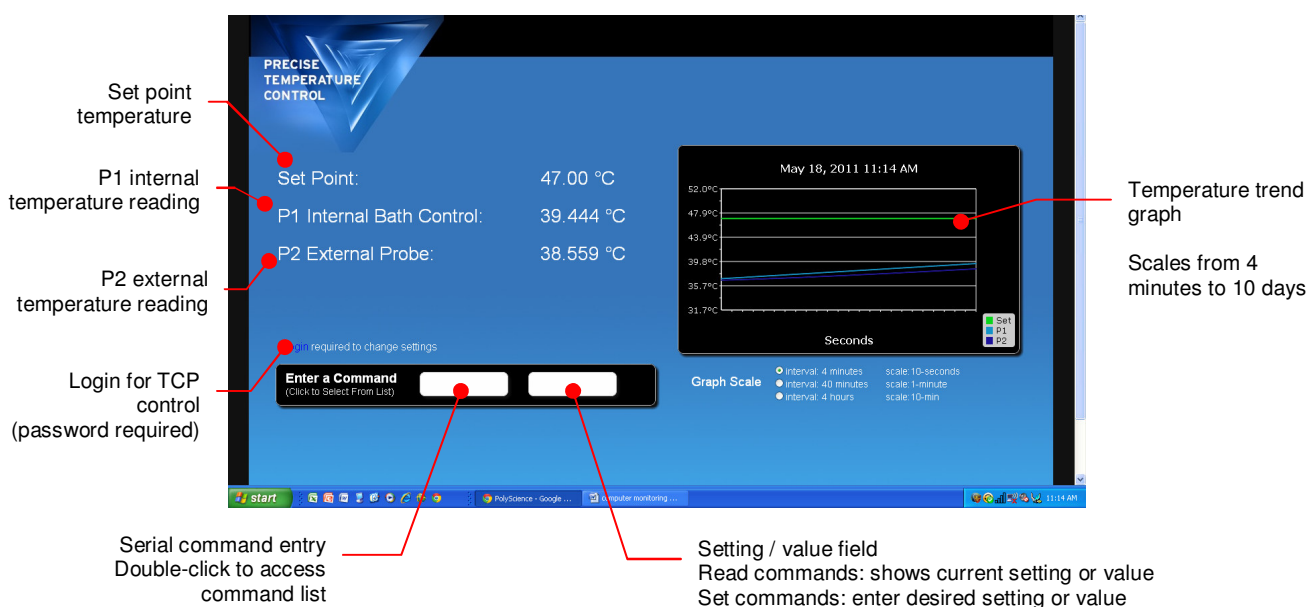 PRECISE
TEMPERATURE
CONTROL
Set point
temperature
P1 internal
temperature reading
P2 external
temperature reading
Login for TCP
control
(password required)
Set Point: 47.00 °C
P1 Internal Bath Control: 39.444 °C
P2 External Probe: 38.559 °C
Login required to change settings
Enter a Command
(Click to Select From List)
May 18, 2011 11:14 AM
52.0°C
47.9°C
43.9°C
39.8°C
35.7°C
31.7°C
Seconds
Set
P1
P2
Graph Scale
interval: 4 minutes scale:10-seconds
interval: 40 minutes scale:1-minute
interval: 4 hours scale:10-min
Temperature trend
graph
Scales from 4
minutes to 10 days
start
PolyScience - Google ...
computer monitoring ...
11:14 AM
Serial command entry
Double-click to access
command list
Setting / value field
Read commands: shows current setting or value
Set commands: enter desired setting or value